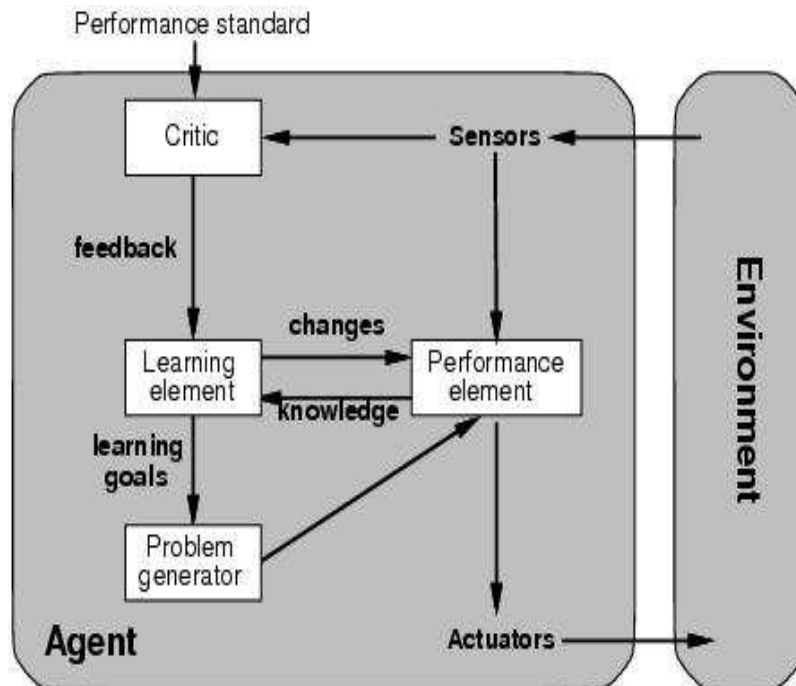 Performance standard
Critic
Sensors
feedback
changes
Learning
element
Performance
element
knowledge
learning
goals
Problem
generator
Agent
Actuators
Environment